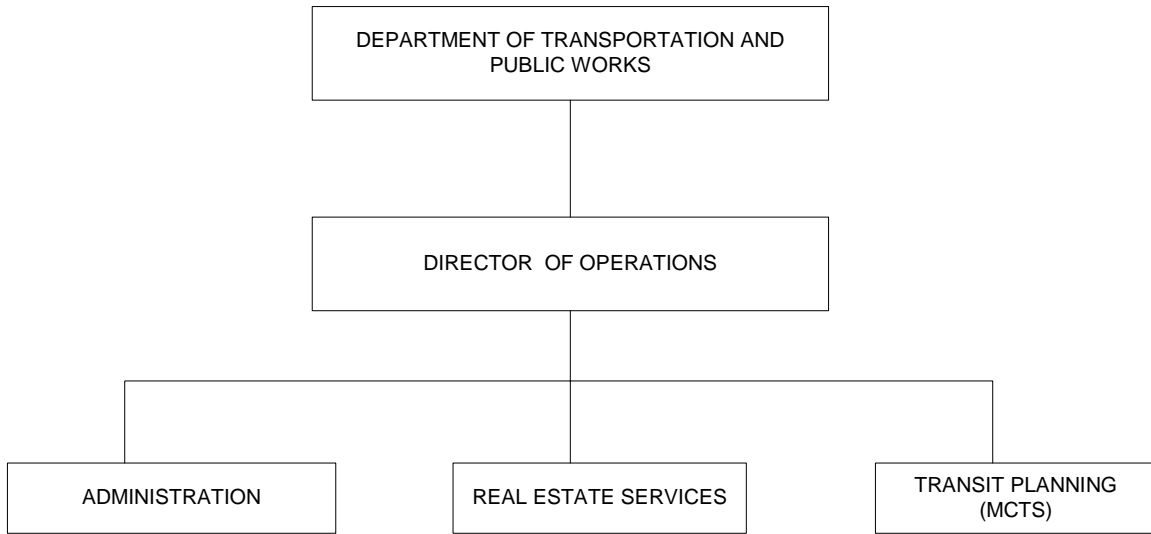 DEPARTMENT OF TRANSPORTATION AND
PUBLIC WORKS
DIRECTOR  OF OPERATIONS
ADMINISTRATION
REAL ESTATE SERVICES
TRANSIT PLANNING
(MCTS)